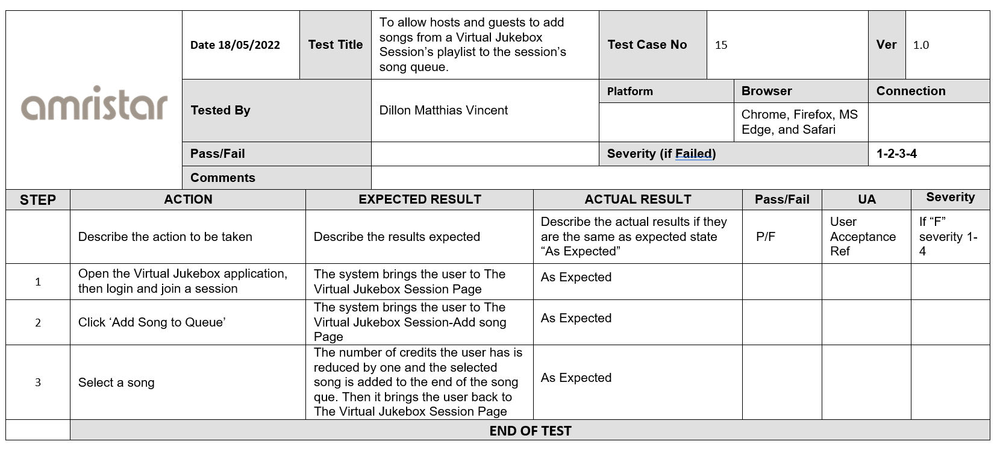 amristar
Date 18/05/2022
Test Title
To allow hosts and guests to add
songs from a Virtual Jukebox
Session’s playlist to the session’s
song queue.
Test Case No
15
Ver
1.0
Tested By
Dillon Matthias Vincent
Platform
Browser
Connection
Chrome, Firefox, MS
Edge, and Safari
Pass/Fail
Severity (if Failed)
1-2-3-4
Comments
STEP
ACTION
EXPECTED RESULT
ACTUAL RESULT
Pass/Fail
UA
Severity
Describe the action to be taken
Describe the results expected
Describe the actual results if they
are the same as expected state
“As Expected”
P/F
User
Acceptance
Ref
If “F”
severity 1-
4
1
Open the Virtual Jukebox application,
then login and join a session
The system brings the user to The
Virtual Jukebox Session Page
As Expected
2
Click ‘Add Song to Queue’
The system brings the user to The
Virtual Jukebox Session-Add song
Page
As Expected
3
Select a song
The number of credits the user has is
reduced by one and the selected
song is added to the end of the song
que. Then it brings the user back to
The Virtual Jukebox Session Page
As Expected
END OF TEST